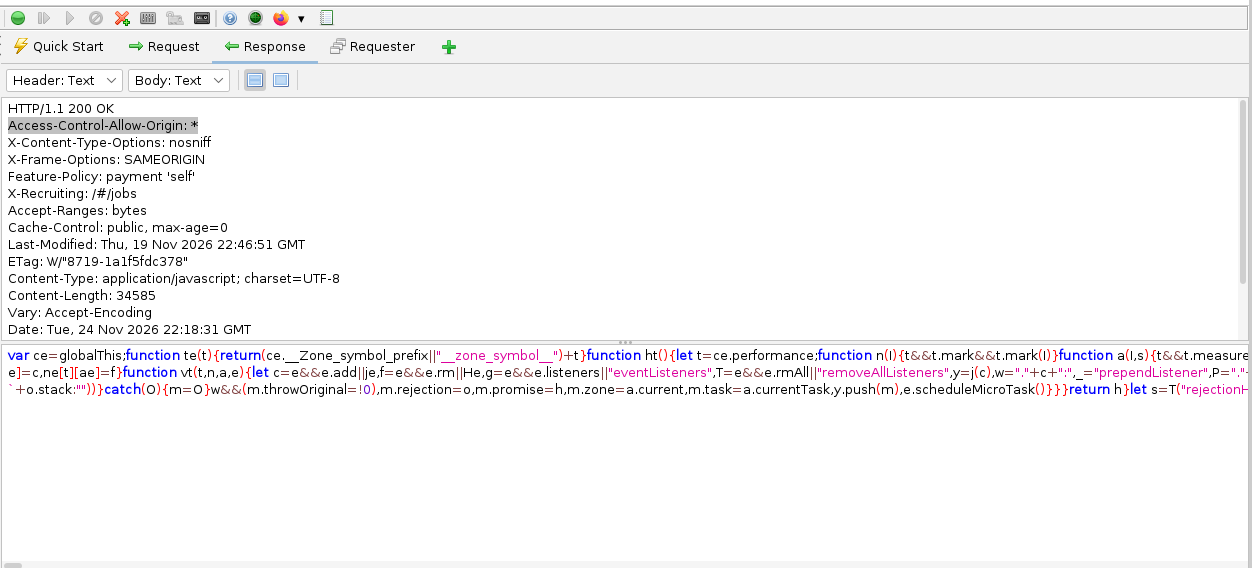 Quick Start Request Response Requester
Header: Text Body: Text
HTTP/1.1 200 OK
Access-Control-Allow-Origin: *
X-Content-Type-Options: nosniff
X-Frame-Options: SAMEORIGIN
Feature-Policy: payment 'self'
X-Recruiting: /#/jobs
Accept-Ranges: bytes
Cache-Control: public, max-age=0
Last-Modified: Thu, 19 Nov 2026 22:46:51 GMT
ETag: W/"8719-1a1f5fdc378"
Content-Type: application/javascript; charset=UTF-8
Content-Length: 34585
Vary: Accept-Encoding
Date: Tue, 24 Nov 2026 22:18:31 GMT
var ce=globalThis;function te(t){return(ce.__Zone_symbol_prefix||"__zone_symbol__")+t}function ht(){let t=ce.performance;function n(I){t&&t.mark&&t.mark(I)}function a(I,s){t&&t.measure
e]=c,ne[t][ae]=f}function vt(t,n,a,e){let c=e&&e.add||je,f=e&&e.rm||He,g=e&&e.listeners||"eventListeners",T=e&&e.rmAll||"removeAllListeners",y=j(c),w="."+c+":",_="prependListener",P="."
`+o.stack:""))}catch(O){m=O}w&&(m.throwOriginal=!0),m.rejection=o,m.promise=h,m.zone=a.current,m.task=a.currentTask,y.push(m),e.scheduleMicroTask()}}}return h}let s=T("rejectionH